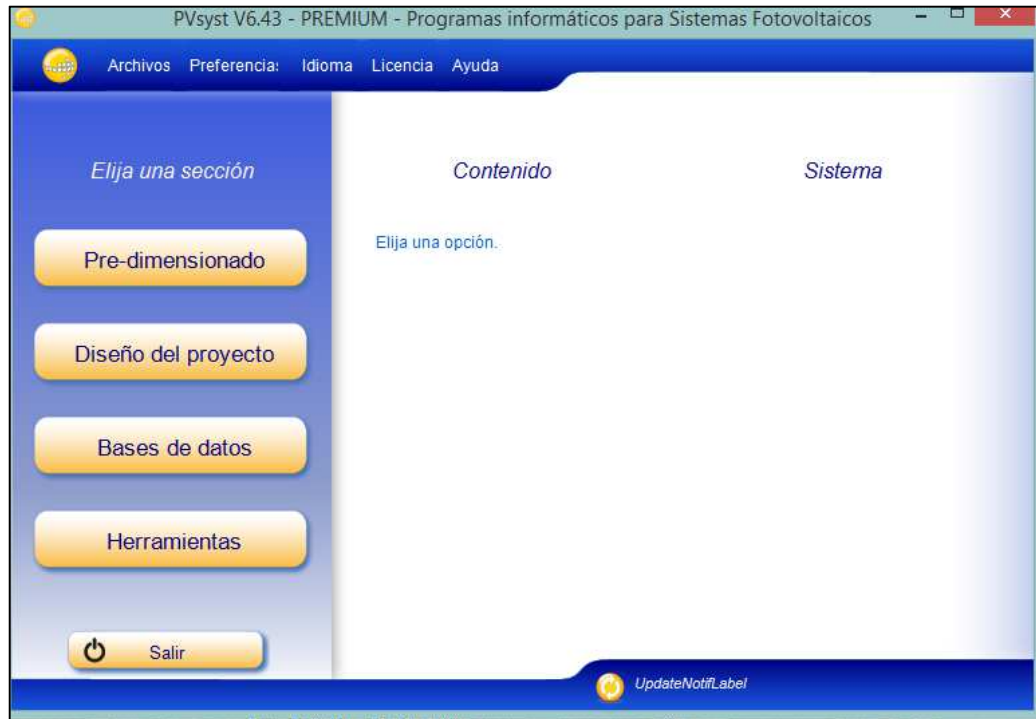 PVsyst V6.43 - PREMIUM - Programas informáticos para Sistemas Fotovoltaicos
Archivos Preferencia: Idioma Licencia Ayuda
Elija una sección
Contenido
Sistema
Elija una opción.
Pre-dimensionado
Diseño del proyecto
Bases de datos
Herramientas
Salir
UpdateNotifLabel